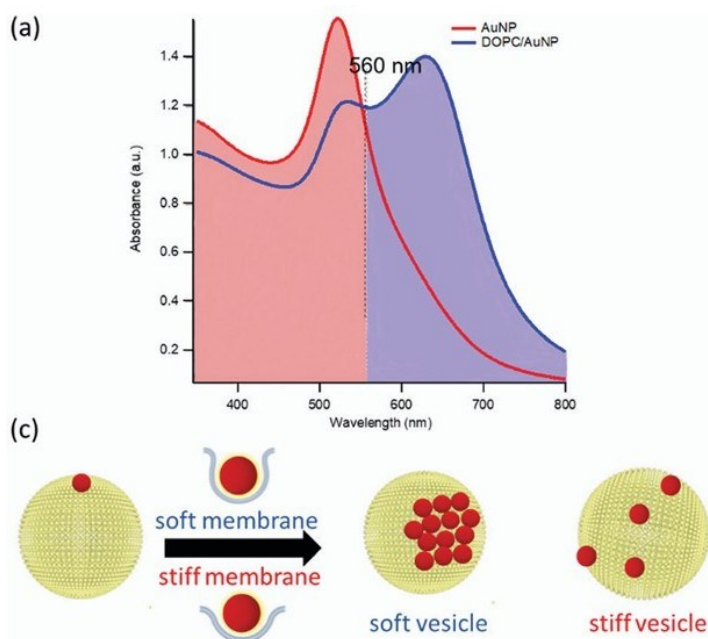 (a)
AuNP
DOPC/AuNP
560 nm
1.4
1.2
1.0
0.8
0.6
0.4
0.2
Absorbance (a.u.)
400
500
600
700
800
Wavelength (nm)
(c)
soft membrane
stiff membrane
soft vesicle
stiff vesicle